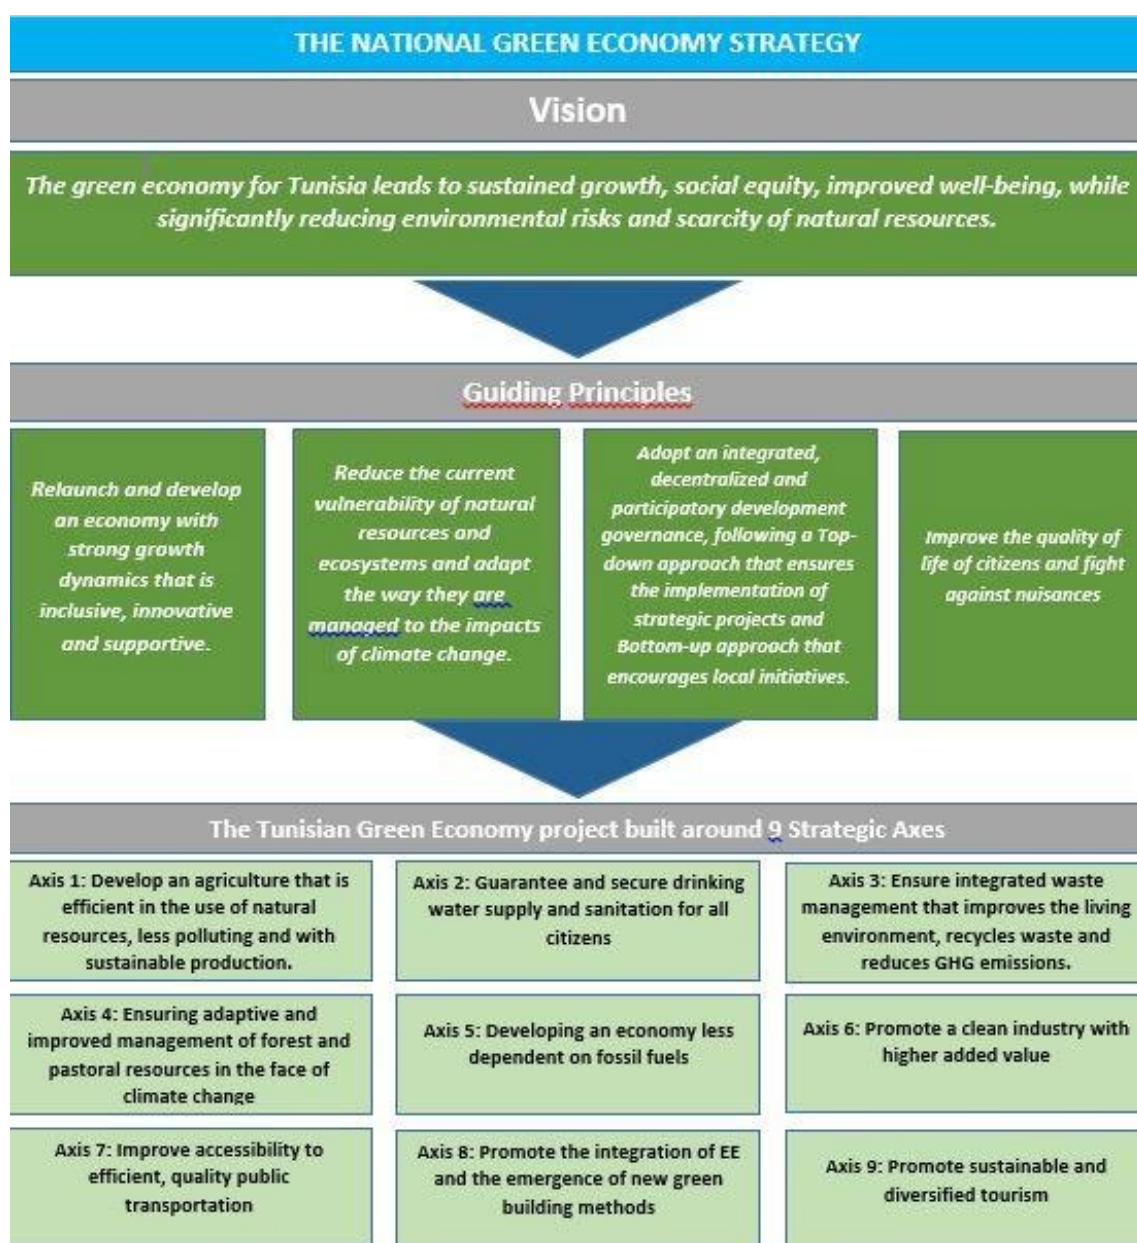 THE NATIONAL GREEN ECONOMY STRATEGY
Vision
The green economy for Tunisia leads to sustained growth, social equity, improved well-being, while
significantly reducing environmental risks and scarcity of natural resources.
Guiding Principles
Relaunch and develop
an economy with
strong growth
dynamics that is
inclusive, innovative
and supportive.
Reduce the current
vulnerability of natural
resources and
ecosystems and adapt
the way they are
managed to the impacts
of climate change.
Adopt an integrated,
decentralized and
participatory development
governance, following a Top-
down approach that ensures
the implementation of
strategic projects and
Bottom-up approach that
encourages local initiatives.
Improve the quality of
life of citizens and fight
against nuisances
The Tunisian Green Economy project built around 9 Strategic Axes
Axis 1: Develop an agriculture that is
efficient in the use of natural
resources, less polluting and with
sustainable production.
Axis 2: Guarantee and secure drinking
water supply and sanitation for all
citizens
Axis 3: Ensure integrated waste
management that improves the living
environment, recycles waste and
reduces GHG emissions.
Axis 4: Ensuring adaptive and
improved management of forest and
pastoral resources in the face of
climate change
Axis 5: Developing an economy less
dependent on fossil fuels
Axis 6: Promote a clean industry with
higher added value
Axis 7: Improve accessibility to
efficient, quality public
transportation
Axis 8: Promote the integration of EE
and the emergence of new green
building methods
Axis 9: Promote sustainable and
diversified tourism